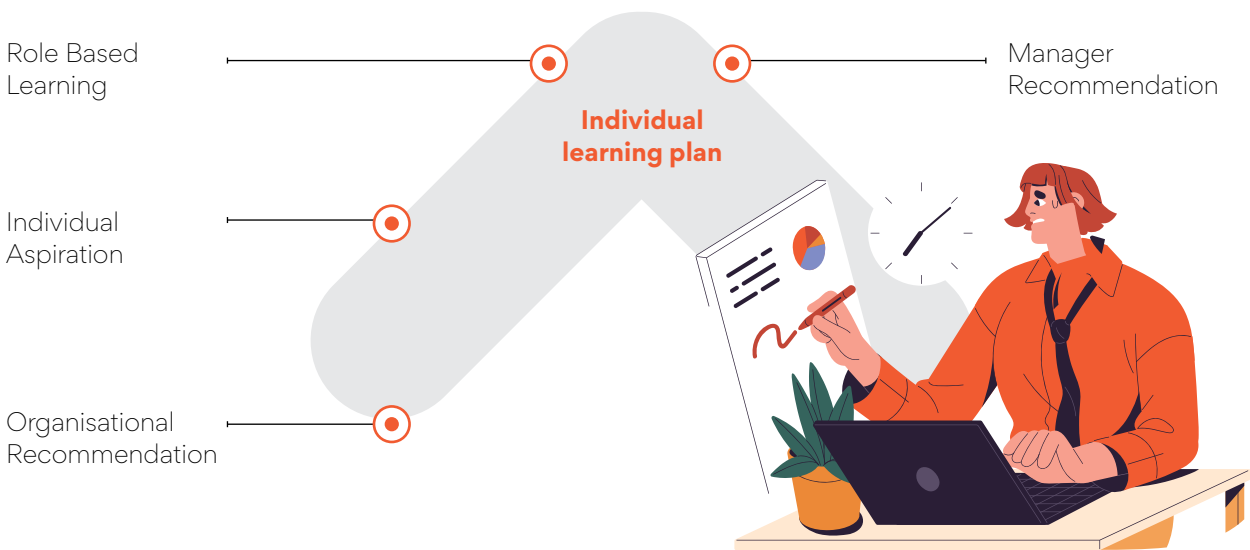 Role Based
Learning
Manager
Recommendation
Individual
learning plan
Individual
Aspiration
Organisational
Recommendation